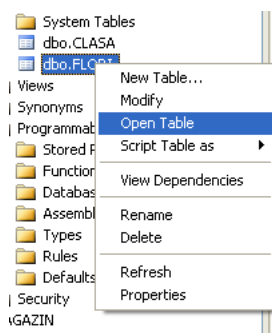 System Tables
dbo.CLASA
dbo.FLORI
Views
Synonyms
Programmab
Stored P
Function
Databas
Assembl
Types
Rules
Defaults
Security
AGAZIN
New Table...
Modify
Open Table
Script Table as
View Dependencies
Rename
Delete
Refresh
Properties